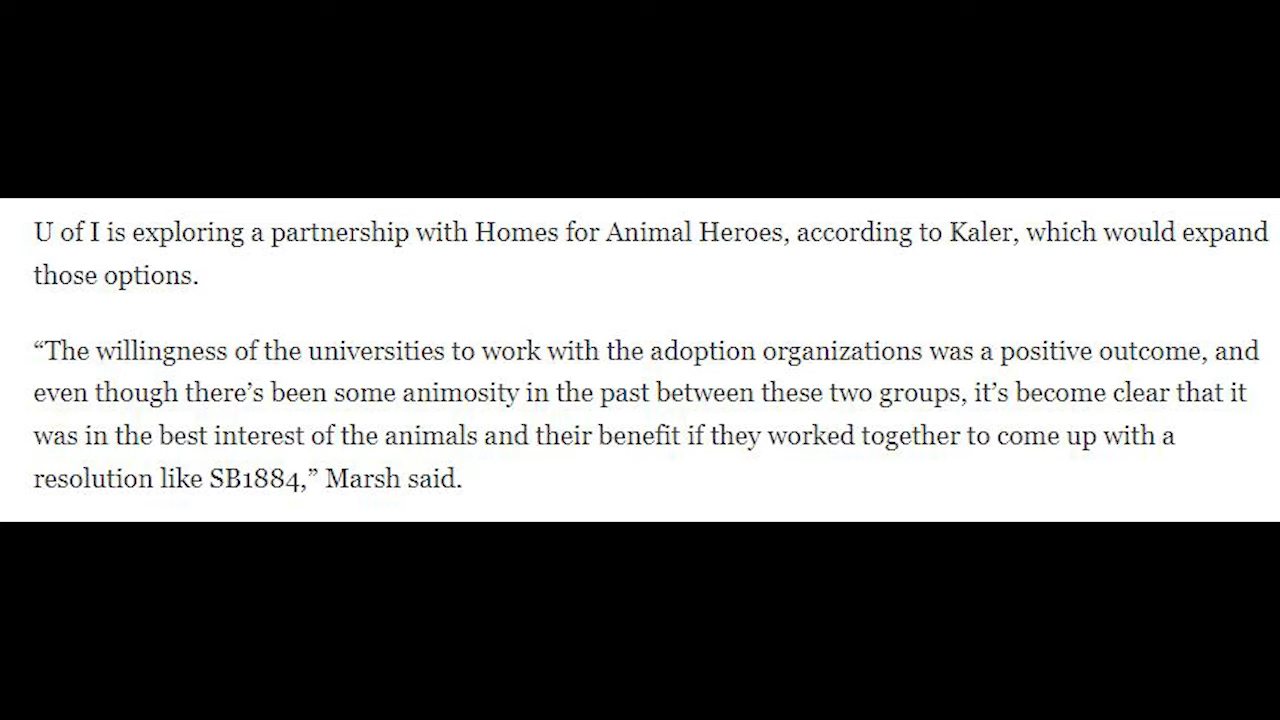 U of I is exploring a partnership with Homes for Animal Heroes, according to Kaler, which would expand
those options.
“The willingness of the universities to work with the adoption organizations was a positive outcome, and
even though there’s been some animosity in the past between these two groups, it’s become clear that it
was in the best interest of the animals and their benefit if they worked together to come up with a
resolution like SB1884,” Marsh said.